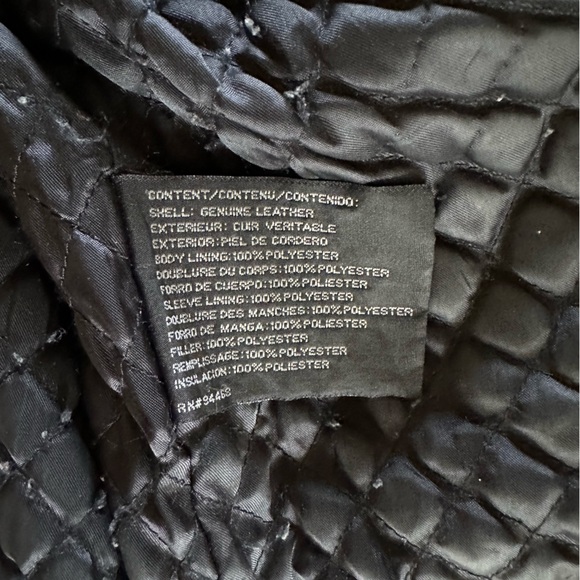 CONTENT/CONTENU/CONTENIDO:
SHELL: GENUINE LEATHER
EXTERIEUR: CUIR VERITABLE
EXTERIOR: PIEL DE CORDERO
BODY LINING:100% POLYESTER
DOUBLURE DU CORPS:100% POLYESTER
FORRO DE CUERPO:100% POLIESTER
SLEEVE LINING:100% POLYESTER
DOUBLURE DES MANCHES:100% POLYESTER
FORRO DE MANGA:100% POLIESTER
FILLER:100% POLYESTER
REMPLISSAGE:100% POLYESTER
INSULACION:100% POLIESTER
RN#94468